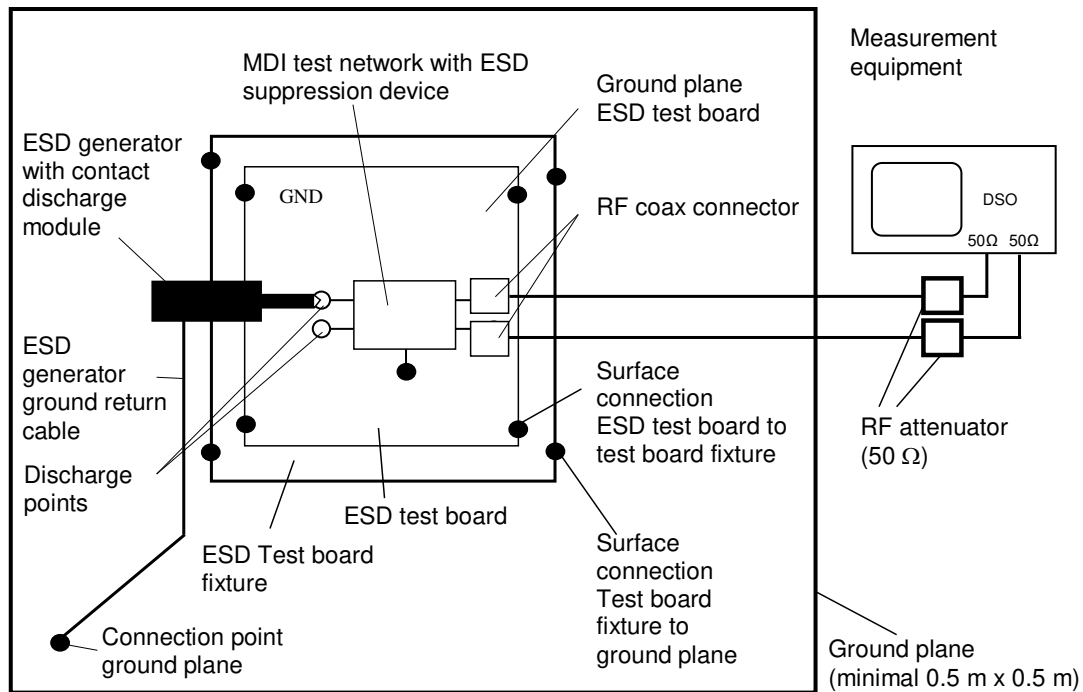 MDI test network with ESD
suppression device
Measurement
equipment
Ground plane
ESD test board
ESD generator
with contact
discharge
module
GND
RF coax connector
DSO
50Ω 50Ω
ESD
generator
ground return
cable
Discharge
points
Surface
connection
ESD test board to
test board fixture
RF attenuator
(50 Ω)
ESD test board
ESD Test board
fixture
Surface
connection
Test board
fixture to
ground plane
Connection point
ground plane
Ground plane
(minimal 0.5 m x 0.5 m)